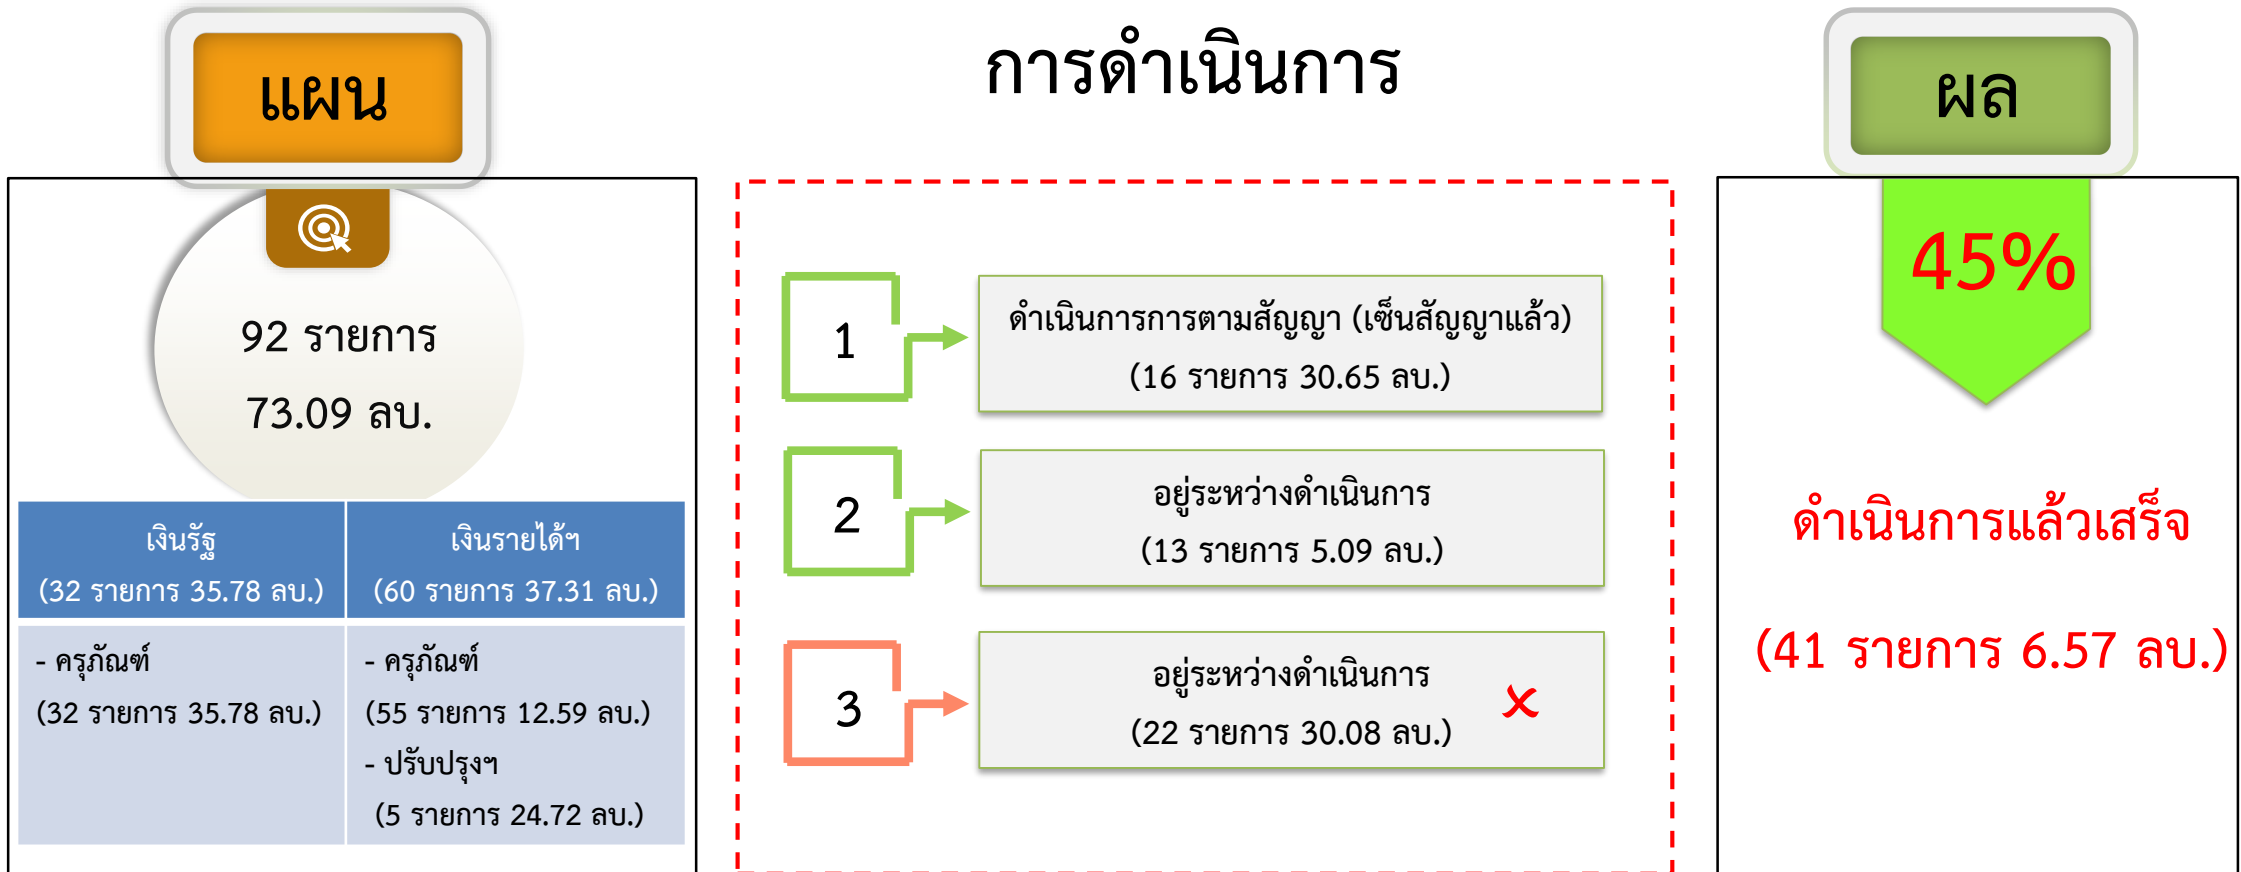 แผน
92 รายการ
73.09 ลบ.
เงินรัฐ
(32 รายการ 35.78 ลบ.)
เงินรายได้ฯ
(60 รายการ 37.31 ลบ.)
- ครุภัณฑ์
(32 รายการ 35.78 ลบ.)
- ครุภัณฑ์
(55 รายการ 12.59 ลบ.)
- ปรับปรุงฯ
(5 รายการ 24.72 ลบ.)
การดำเนินการ
1
ดำเนินการการตามสัญญา (เซ็นสัญญาแล้ว)
(16 รายการ 30.65 ลบ.)
2
อยู่ระหว่างดำเนินการ
(13 รายการ 5.09 ลบ.)
3
อยู่ระหว่างดำเนินการ
(22 รายการ 30.08 ลบ.)
ผล
45%
ดำเนินการแล้วเสร็จ
(41 รายการ 6.57 ลบ.)